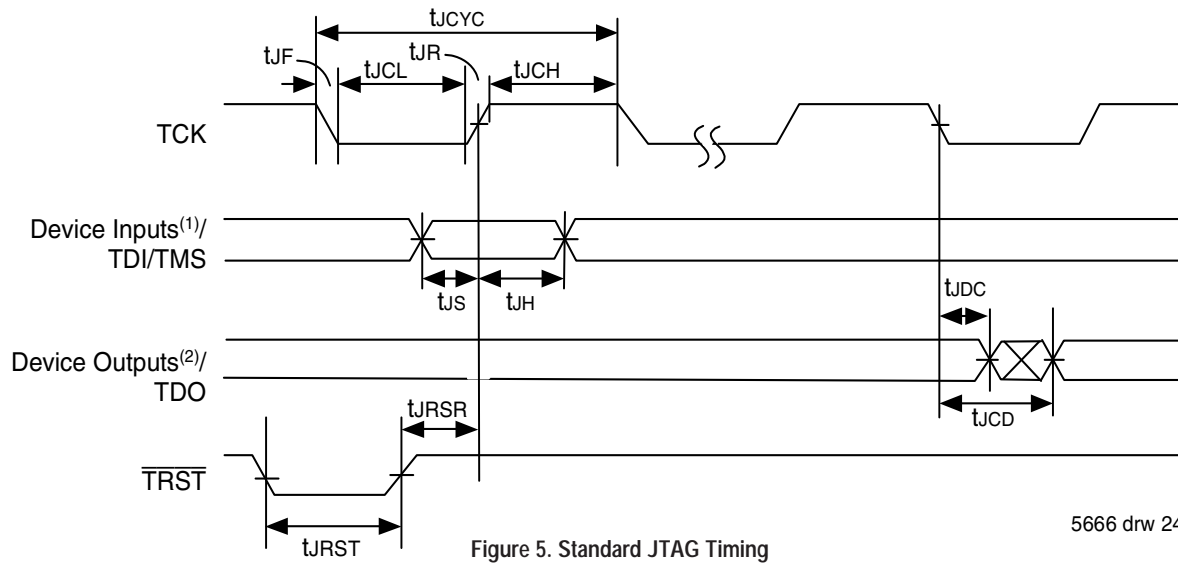 tJCYC
tJF
tJR
tJCL
tJCH
TCK
Device Inputs(1)/
TDI/TMS
tJS
tJH
tJDC
Device Outputs(2)/
TDO
tJRSR
tJCD
TRST
tJRST
5666 drw 24
Figure 5. Standard JTAG Timing